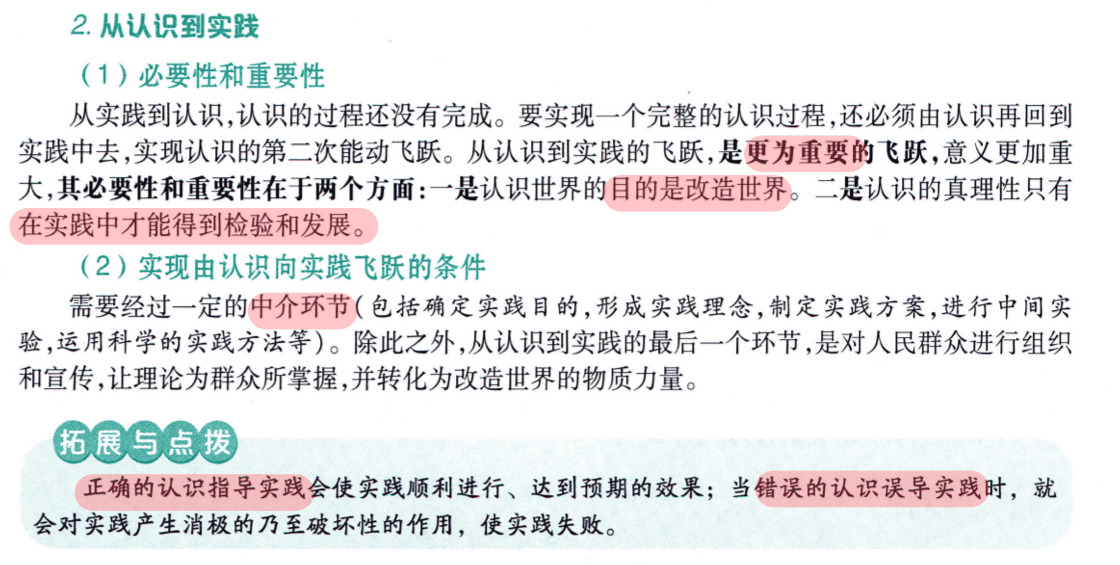 2. 从认识到实践
（1）必要性和重要性
从实践到认识,认识的过程还没有完成。要实现一个完整的认识过程,还必须由认识再回到
实践中去,实现认识的第二次能动飞跃。从认识到实践的飞跃,是更为重要的飞跃,意义更加重
大,其必要性和重要性在于两个方面:一是认识世界的目的是改造世界。二是认识的真理性只有
在实践中才能得到检验和发展。
（2）实现由认识向实践飞跃的条件
需要经过一定的中介环节(包括确定实践目的,形成实践理念,制定实践方案,进行中间实
验,运用科学的实践方法等)。除此之外,从认识到实践的最后一个环节,是对人民群众进行组织
和宣传,让理论为群众所掌握,并转化为改造世界的物质力量。
拓展与点拨
正确的认识指导实践会使实践顺利进行、达到预期的效果；当错误的认识误导实践时，就
会对实践产生消极的乃至破坏性的作用，使实践失败。